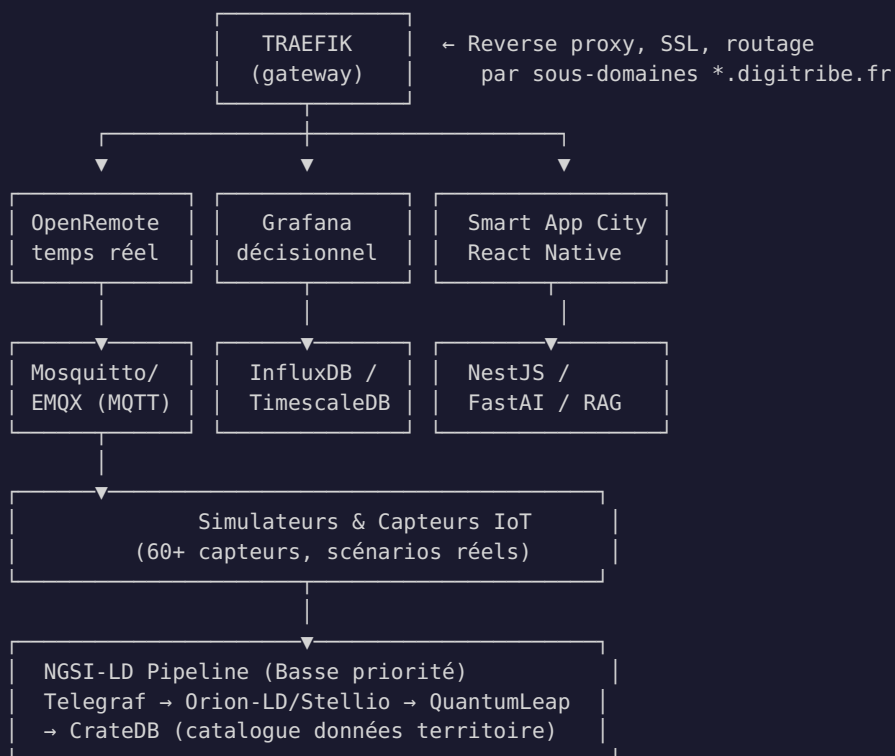 TRAEFIK ← Reverse proxy, SSL, routage
(gateway) par sous-domaines *.digitribe.fr
▼ ▼ ▼
OpenRemote Grafana Smart App City
temps réel décisionnel React Native
▼ ▼ ▼
Mosquitto/ InfluxDB / NestJS /
EMQX (MQTT) TimescaleDB FastAI / RAG
▼
Simulateurs & Capteurs IoT
(60+ capteurs, scénarios réels)
▼
NGSI-LD Pipeline (Basse priorité)
Telegraf → Orion-LD/Stellio → QuantumLeap
→ CrateDB (catalogue données territoire)